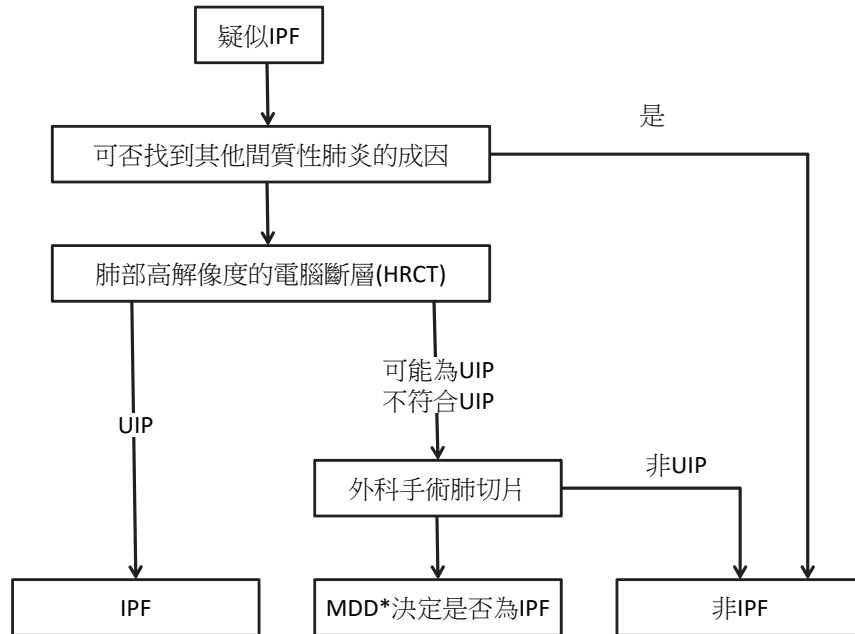 疑似IPF
是
可否找到其他間質性肺炎的成因
肺部高解像度的電腦斷層(HRCT)
可能為UIP
不符合UIP
UIP
非UIP
外科手術肺切片
IPF
MDD*決定是否為IPF
非IPF